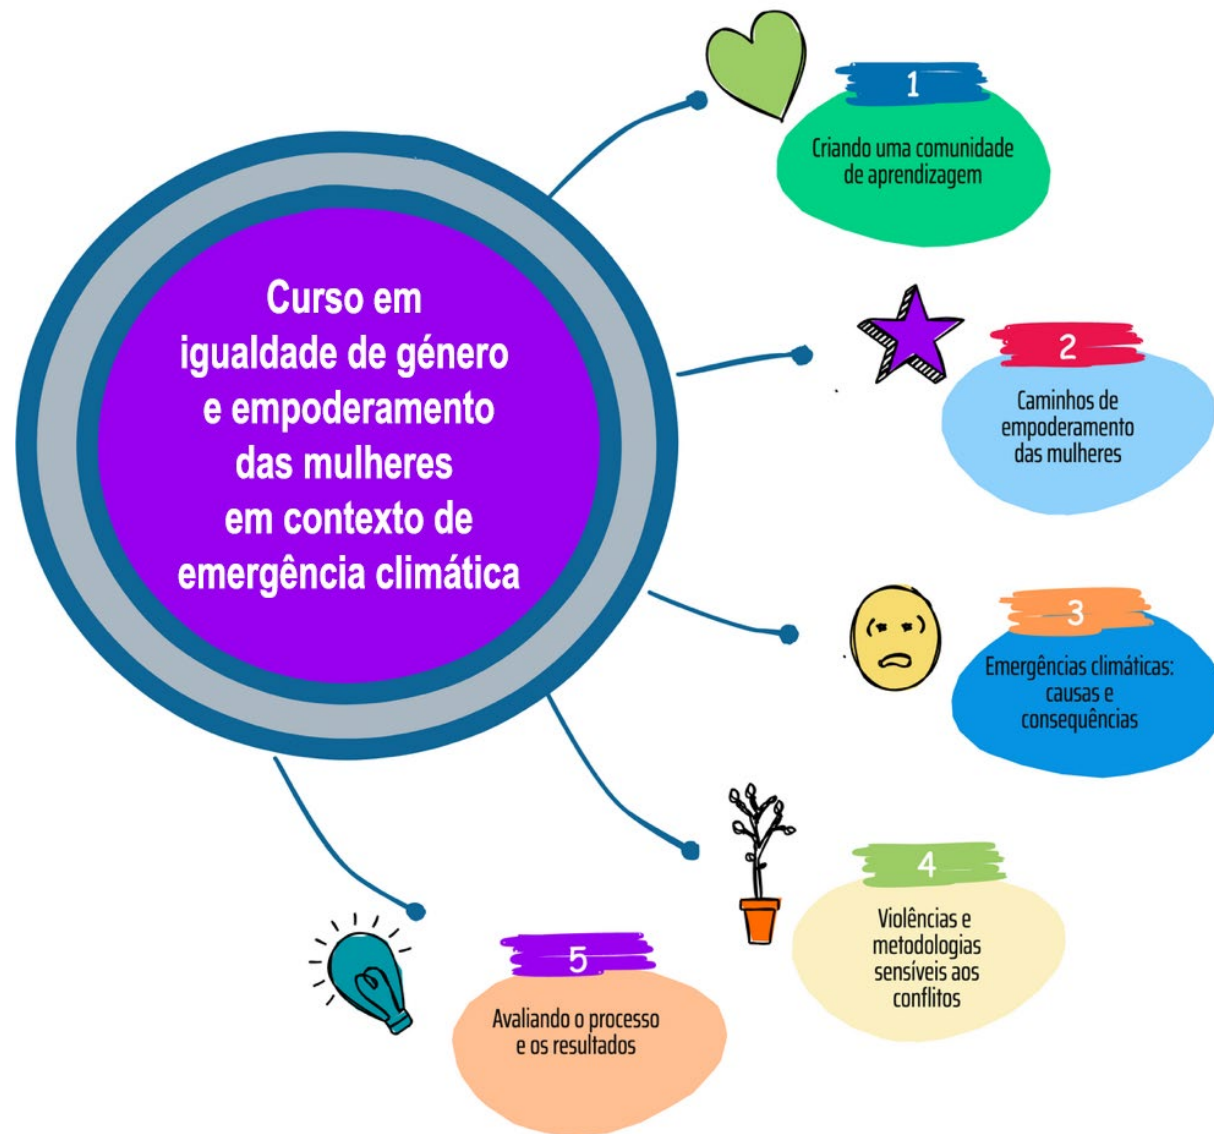 Curso em
igualdade de género
e empoderamento
das mulheres
em contexto de
emergência climática
1
Criando uma comunidade
de aprendizagem
2
Caminhos de
empoderamento
das mulheres
3
Emergências climáticas:
causas e
consequências
4
Violências e
metodologias
sensíveis aos
conflitos
5
Avaliando o processo
e os resultados